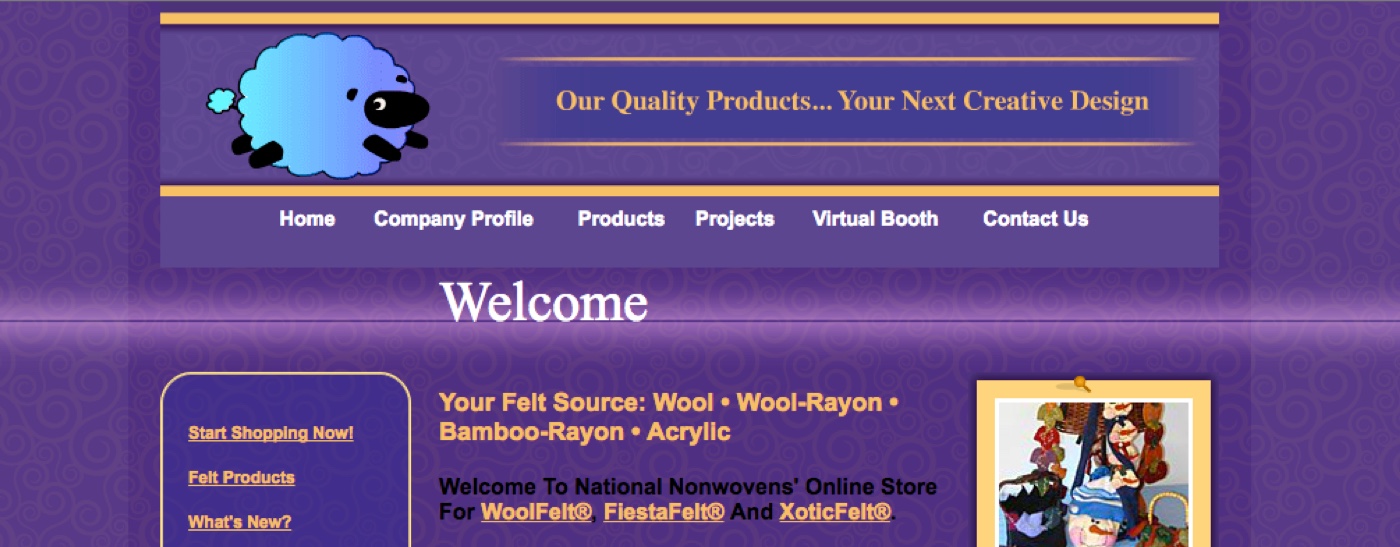 Our Quality Products... Your Next Creative Design
Home Company Profile Products Projects Virtual Booth Contact Us
Welcome
Start Shopping Now!
Felt Products
What's New?
Your Felt Source: Wool • Wool-Rayon •
Bamboo-Rayon • Acrylic
Welcome To National Nonwovens' Online Store
For WoolFelt®, FiestaFelt® And XoticFelt®.